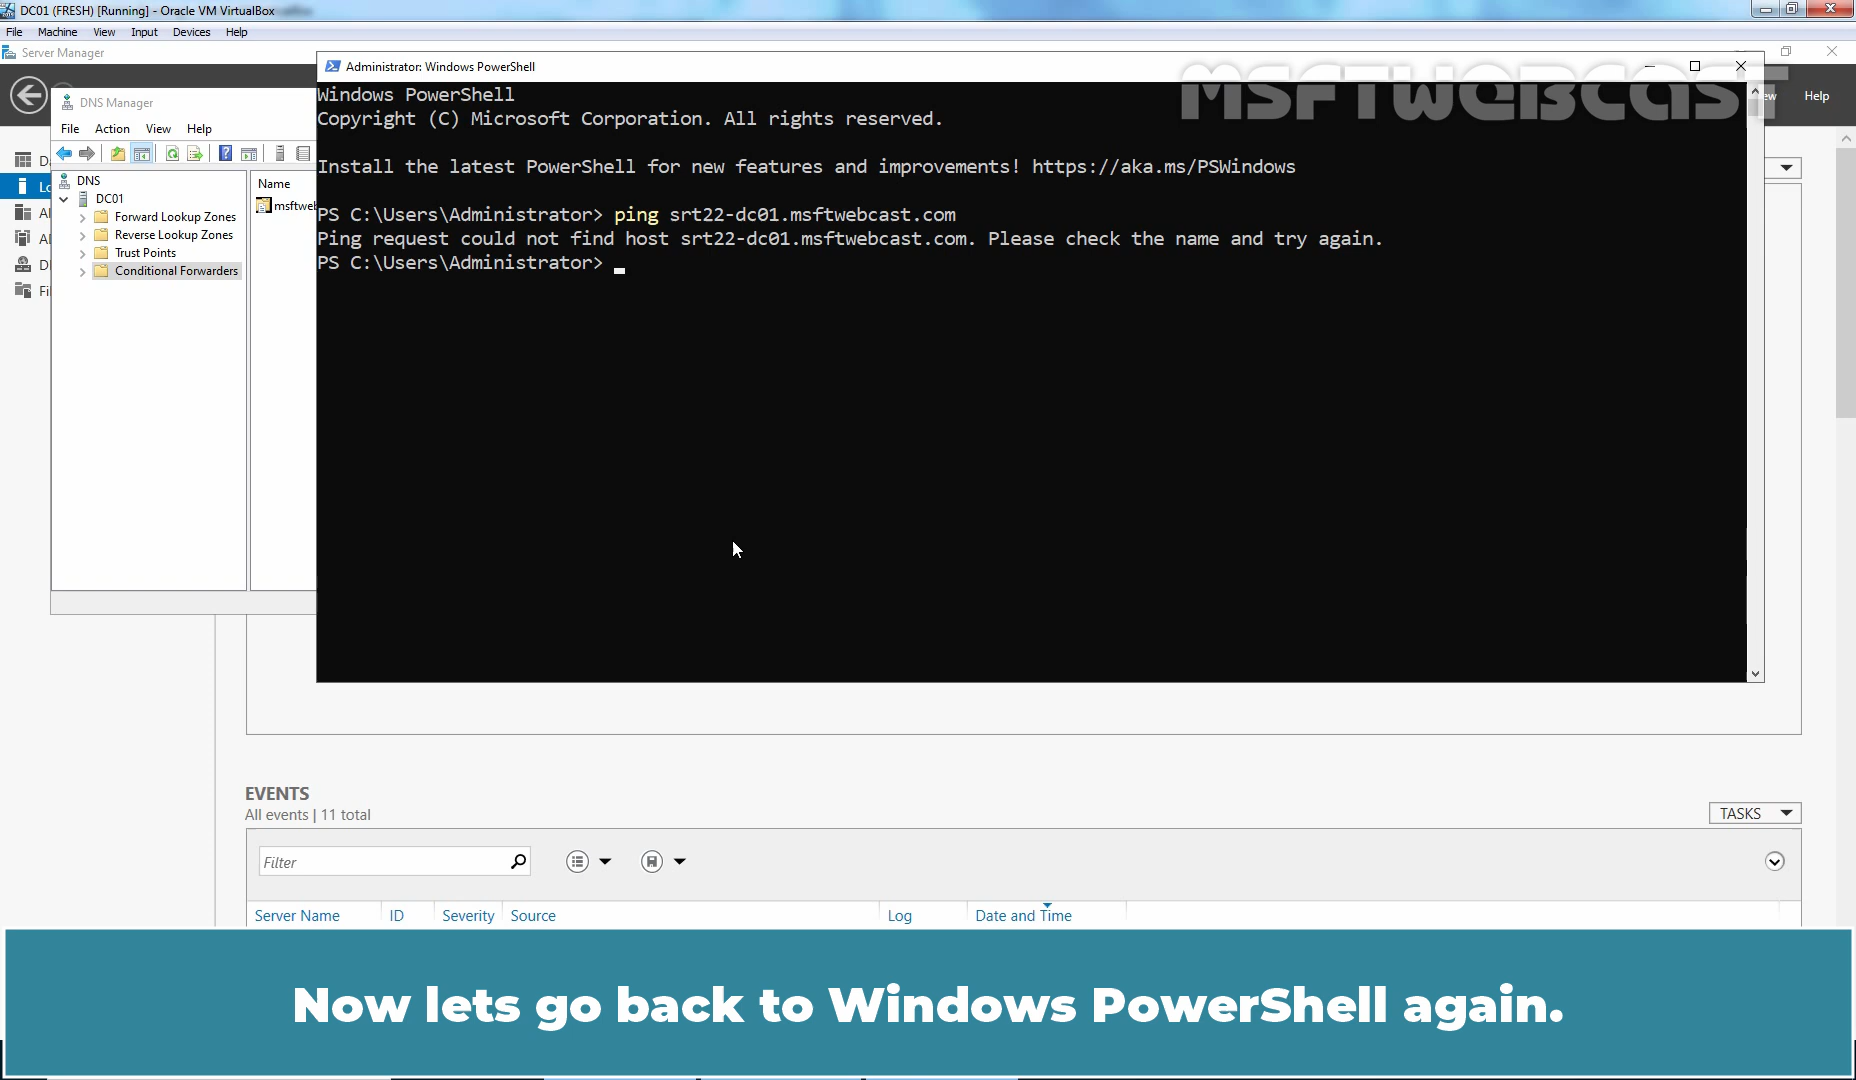 DC01 (FRESH) [Running] - Oracle VM VirtualBox
File Machine View Input Devices Help
Server Manager
Administrator: Windows PowerShell
MSFTWEBCAST
Help
DNS Manager
File Action View Help
DNS
DC01
Forward Lookup Zones
Reverse Lookup Zones
Trust Points
Conditional Forwarders
Name
msftweb
Windows PowerShell
Copyright (C) Microsoft Corporation. All rights reserved.
Install the latest PowerShell for new features and improvements! https://aka.ms/PSWindows
PS C:\Users\Administrator> ping srt22-dc01.msftwebcast.com
Ping request could not find host srt22-dc01.msftwebcast.com. Please check the name and try again.
PS C:\Users\Administrator>
EVENTS
All events | 11 total
TASKS
Filter
Server Name ID Severity Source Log Date and Time
Now lets go back to Windows PowerShell again.